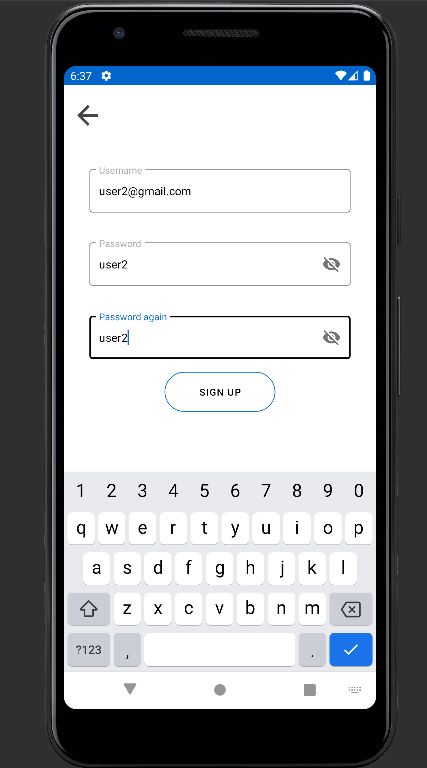 6:37
Username
user2@gmail.com
Password
user2
Password again
user2
SIGN UP
1 2 3 4 5 6 7 8 9 0
q w e r t y u i o p
a s d f g h j k l
z x c v b n m
?123 , .